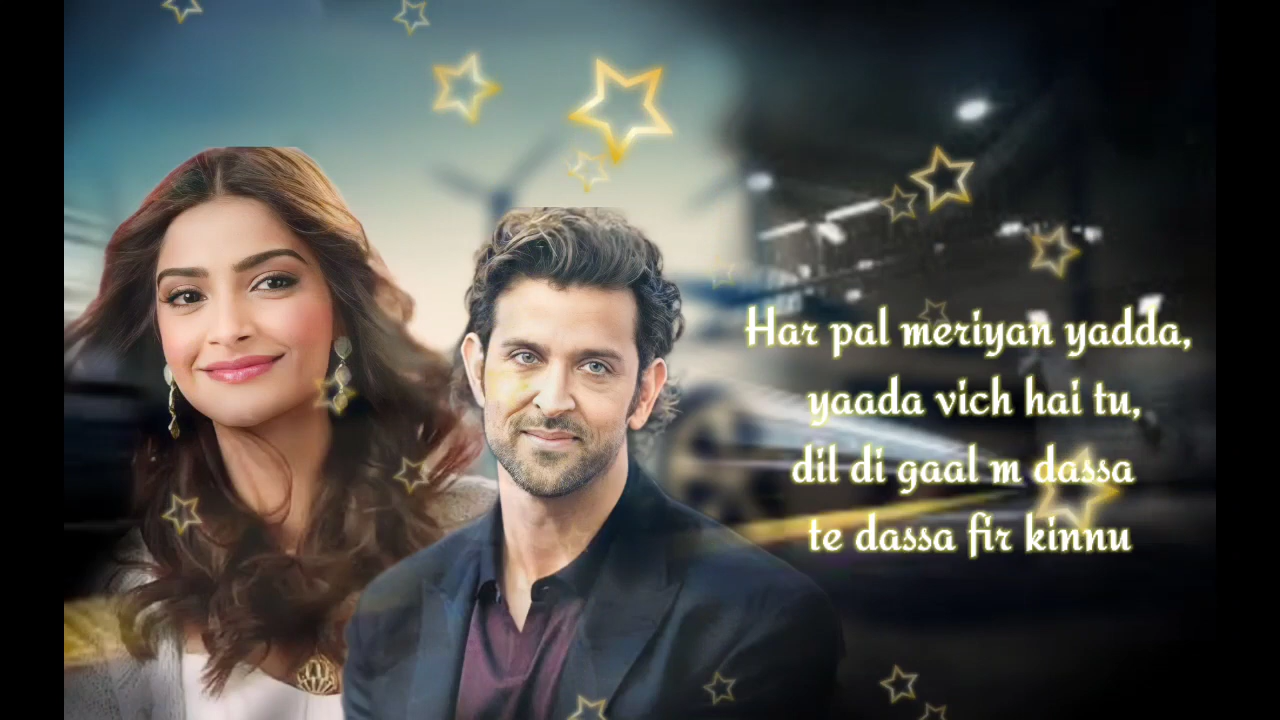 Har pal meriyan yadda,
yaada vich hai tu,
dil di gaal m dassa
te dassa fir kinnu